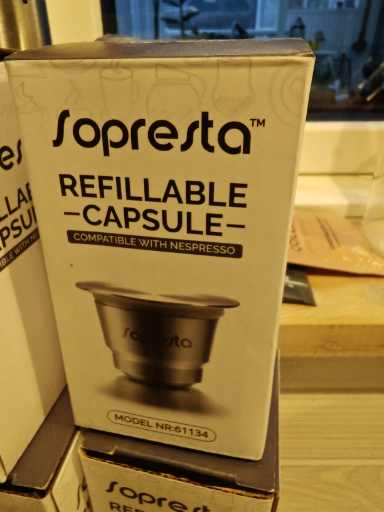 Sopresta™
REFILLABLE
–CAPSULE–
COMPATIBLE WITH NESPRESSO
Sopresta
MODEL NR:61134
Sopresta